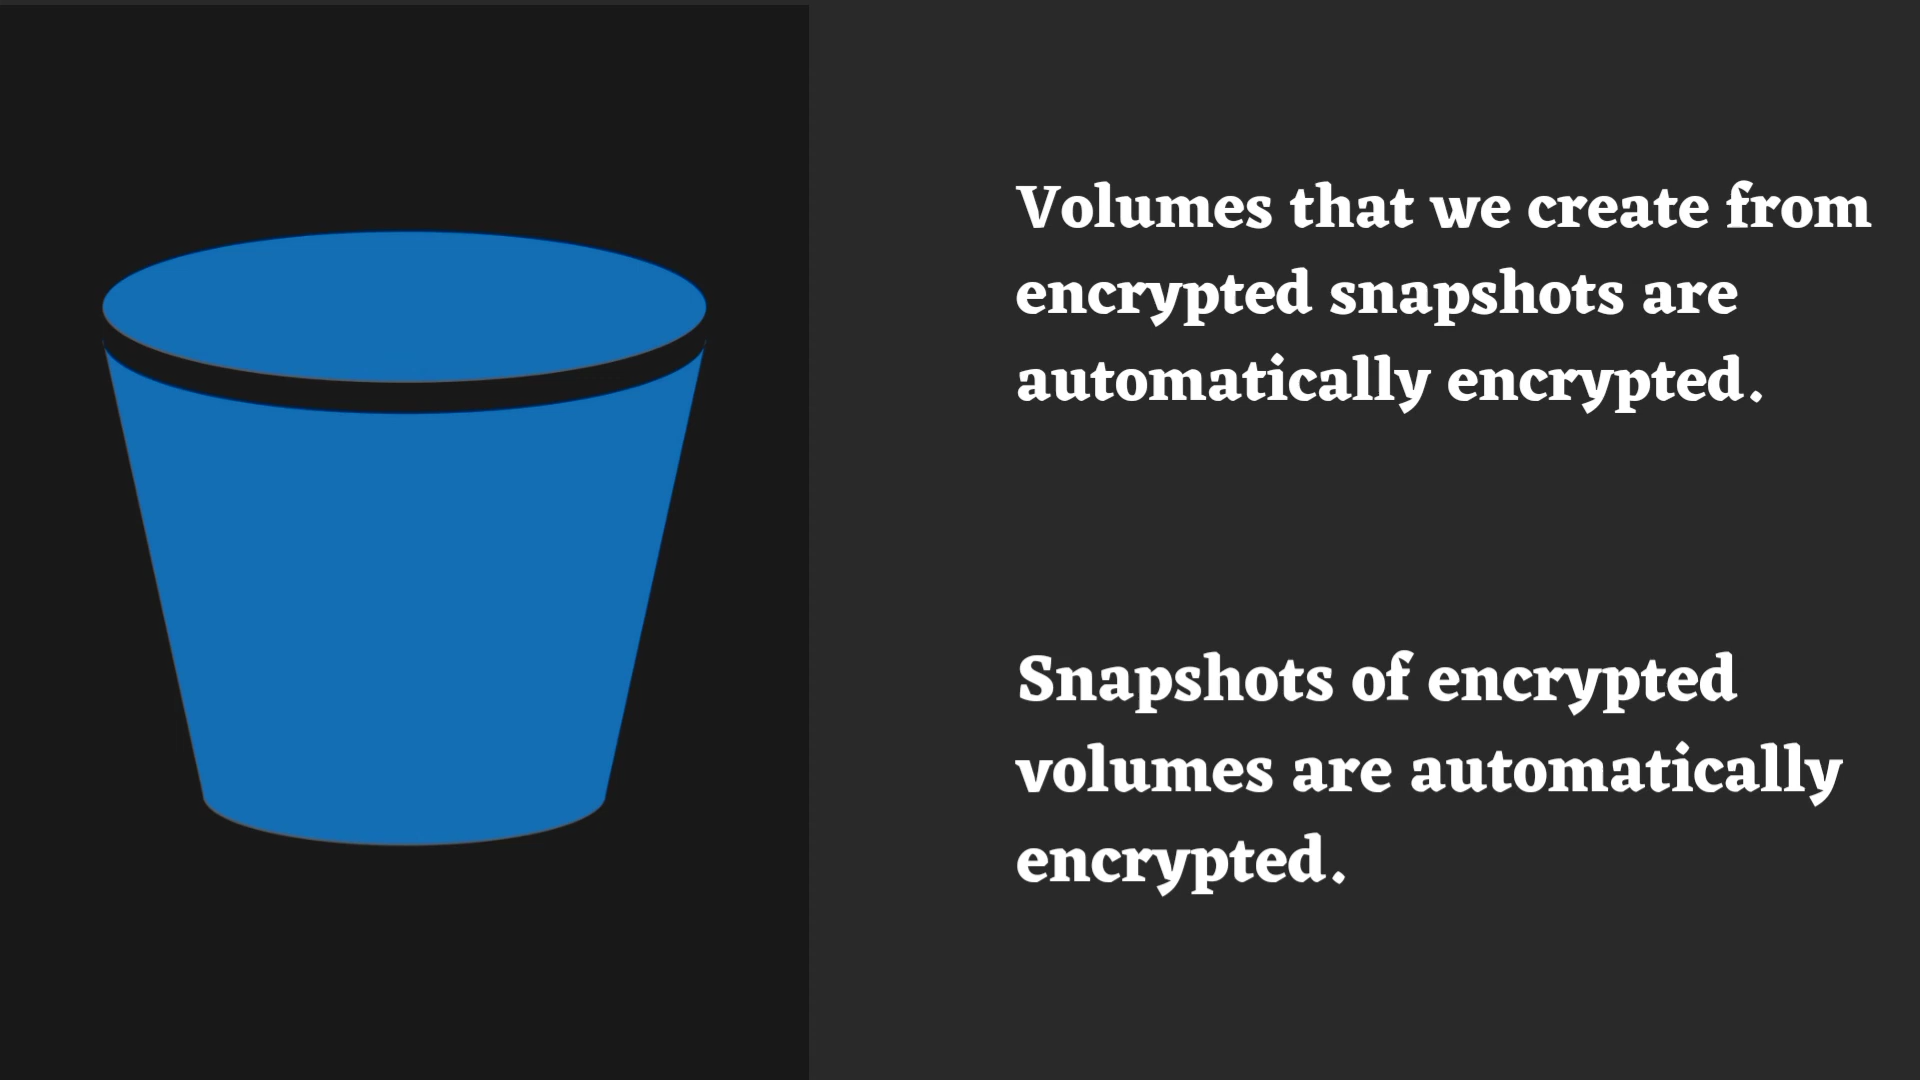 Volumes that we create from
encrypted snapshots are
automatically encrypted.
Snapshots of encrypted
volumes are automatically
encrypted.